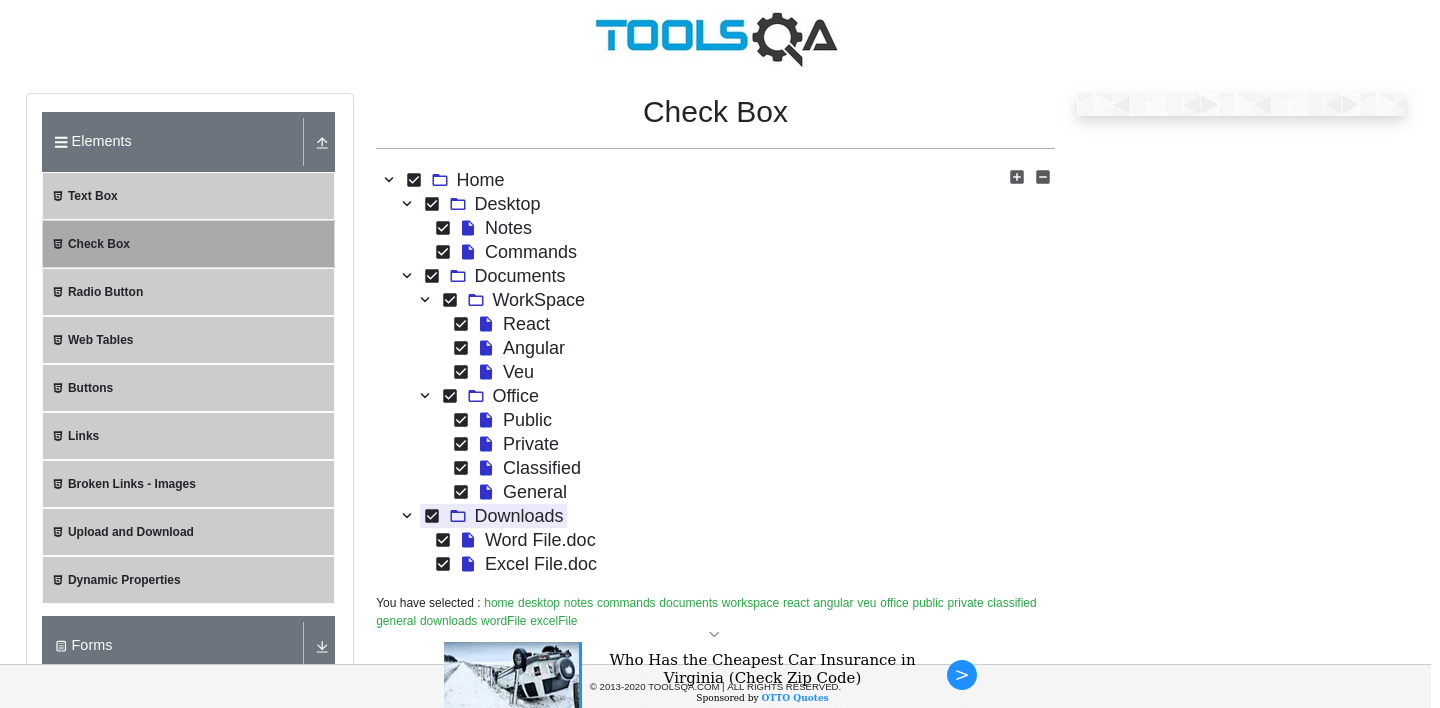 TOOLSQA
Elements
Text Box
Check Box
Radio Button
Web Tables
Buttons
Links
Broken Links - Images
Upload and Download
Dynamic Properties
Forms
Check Box
Home
Desktop
Notes
Commands
Documents
WorkSpace
React
Angular
Veu
Office
Public
Private
Classified
General
Downloads
Word File.doc
Excel File.doc
You have selected : home desktop notes commands documents workspace react angular veu office public private classified
general downloads wordFile excelFile
Who Has the Cheapest Car Insurance in
Virginia (Check Zip Code)
Sponsored by OTTO Quotes
>
© 2013-2020 TOOLSQA.COM | ALL RIGHTS RESERVED.